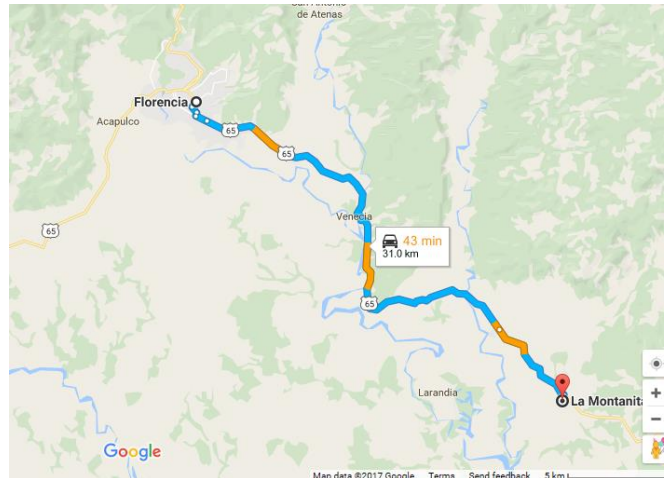 San Antonio
de Atenas
Florencia
Acapulco
65
65
Venecia
65
43 min
31.0 km
65
Larandia
La Montanita
Google
Map data ©2017 Google Terms Send feedback 5 km